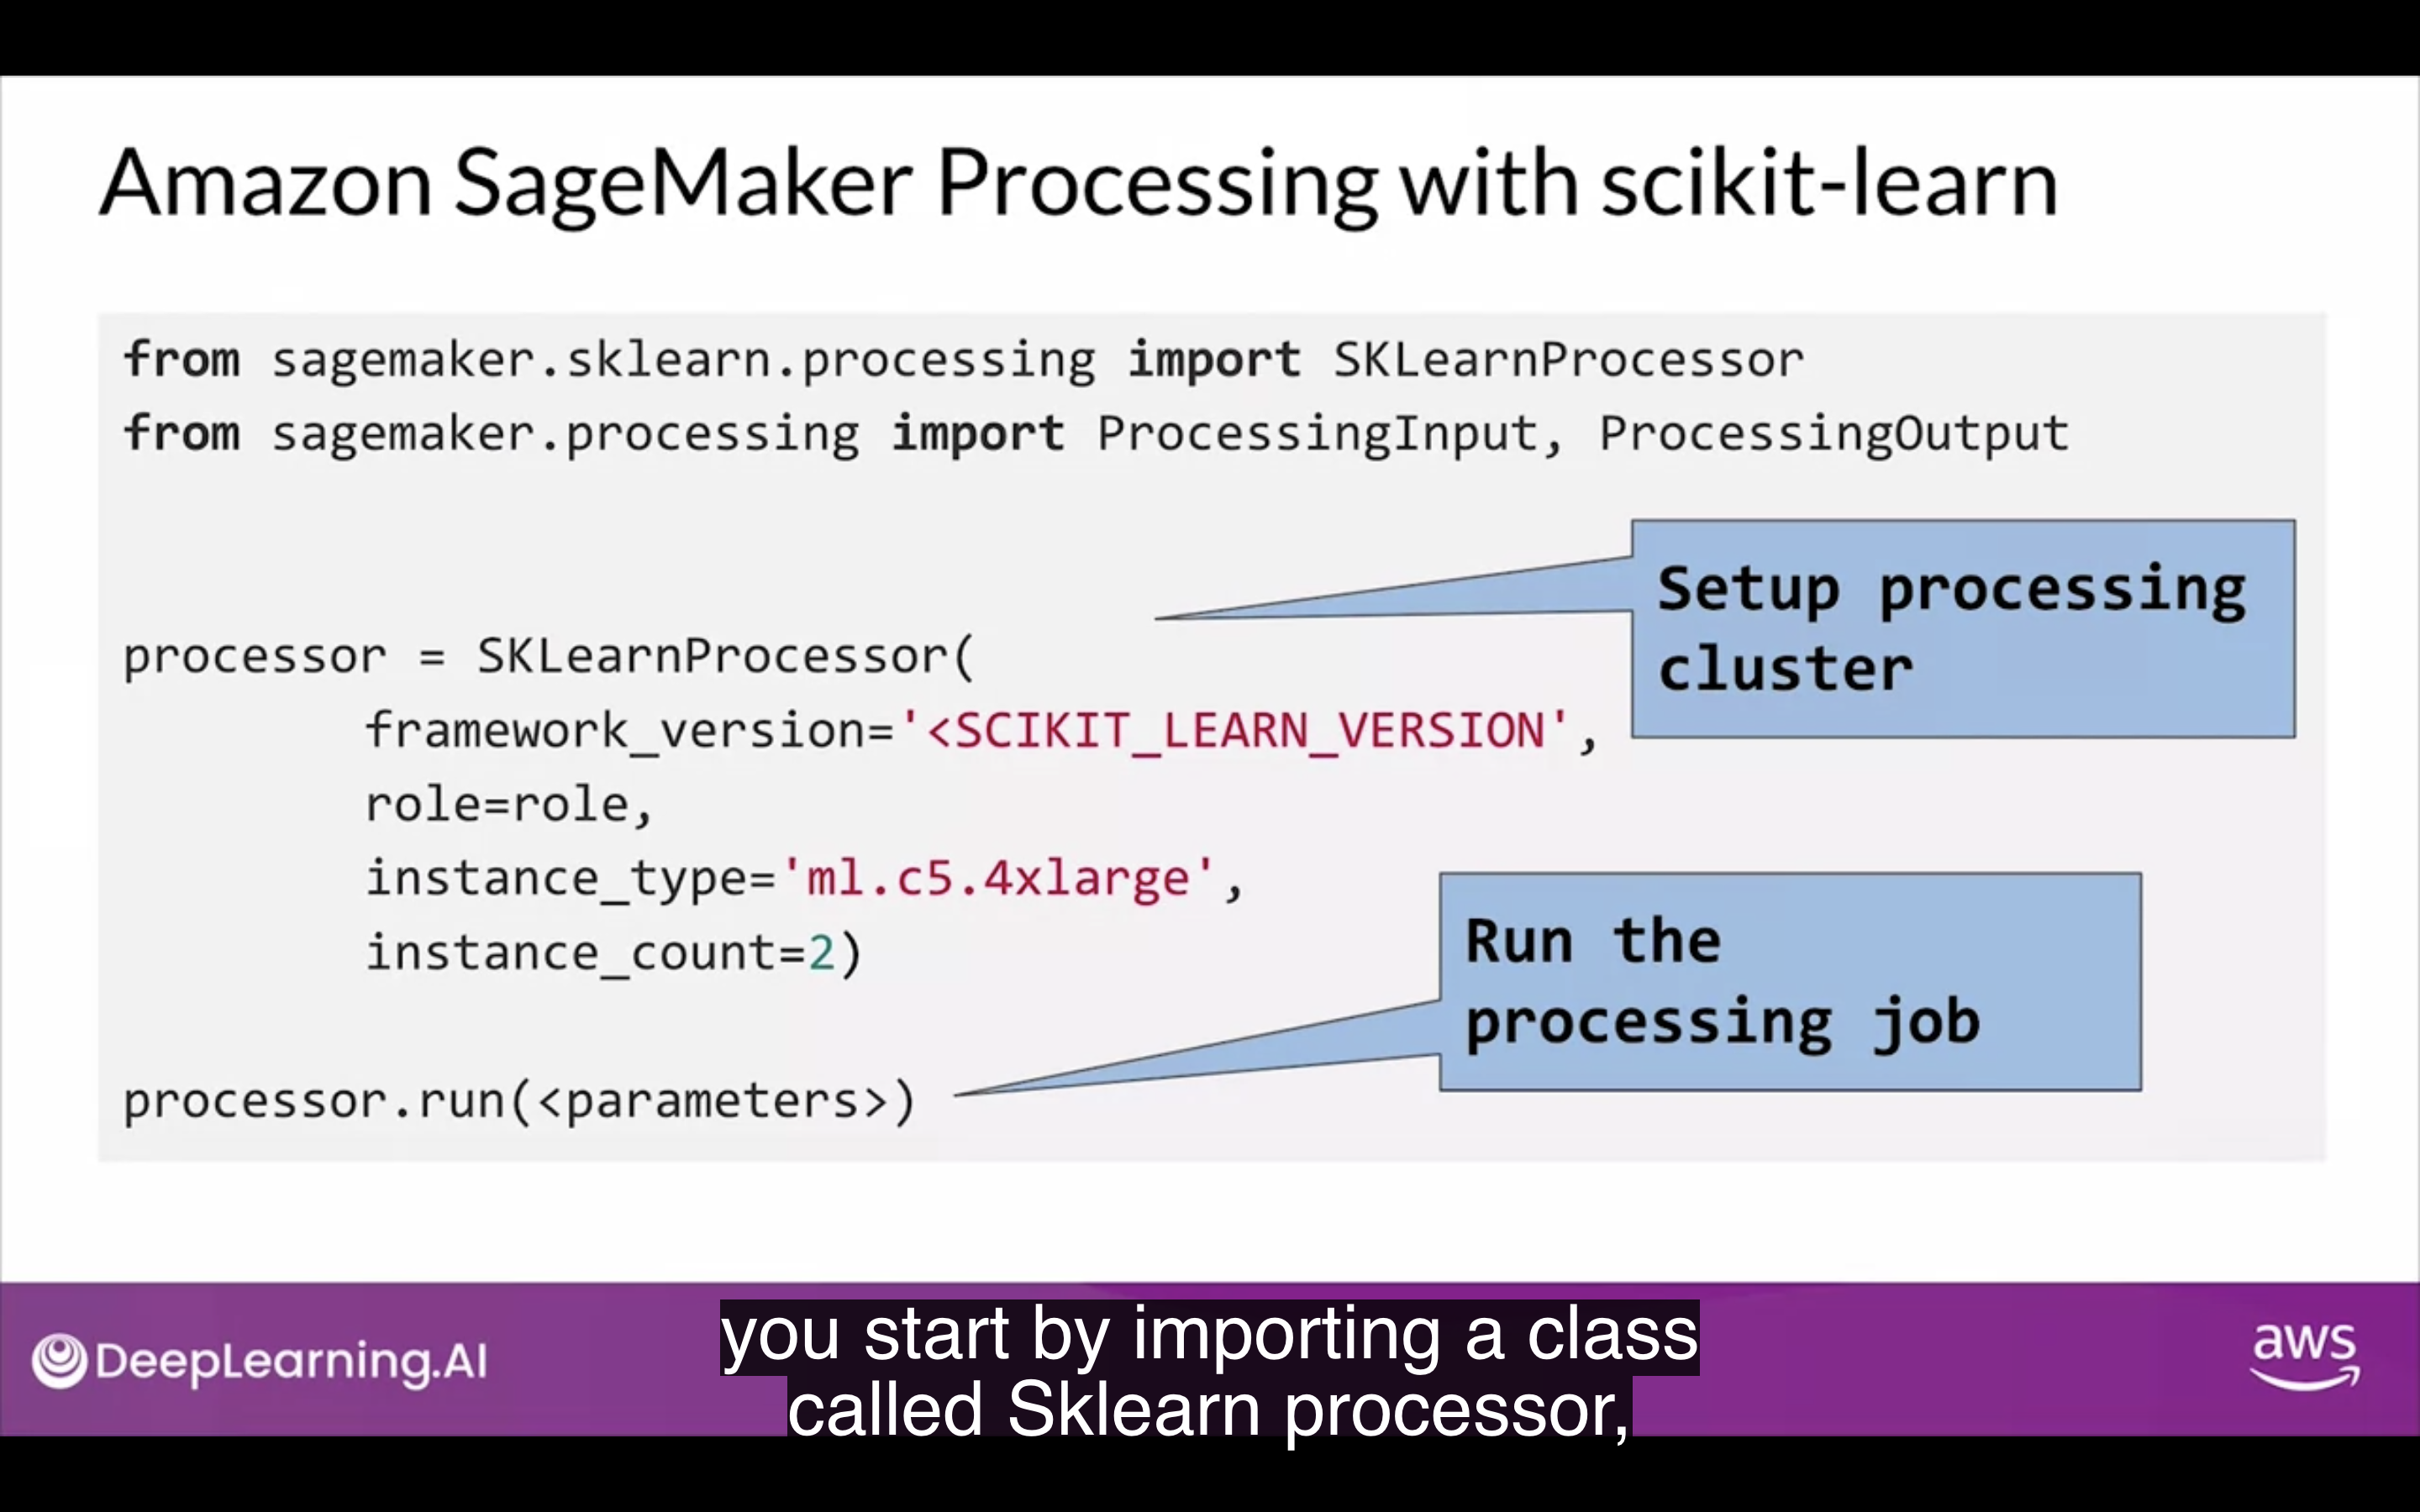 Amazon SageMaker Processing with scikit-learn
from sagemaker.sklearn.processing import SKLearnProcessor
from sagemaker.processing import ProcessingInput, ProcessingOutput
Setup processing
cluster
processor = SKLearnProcessor(
framework_version='<SCIKIT_LEARN_VERSION',
role=role,
instance_type='ml.c5.4xlarge',
instance_count=2)
Run the
processing job
processor.run(<parameters>)
DeepLearning.AI
you start by importing a class
called Sklearn processor,
aws